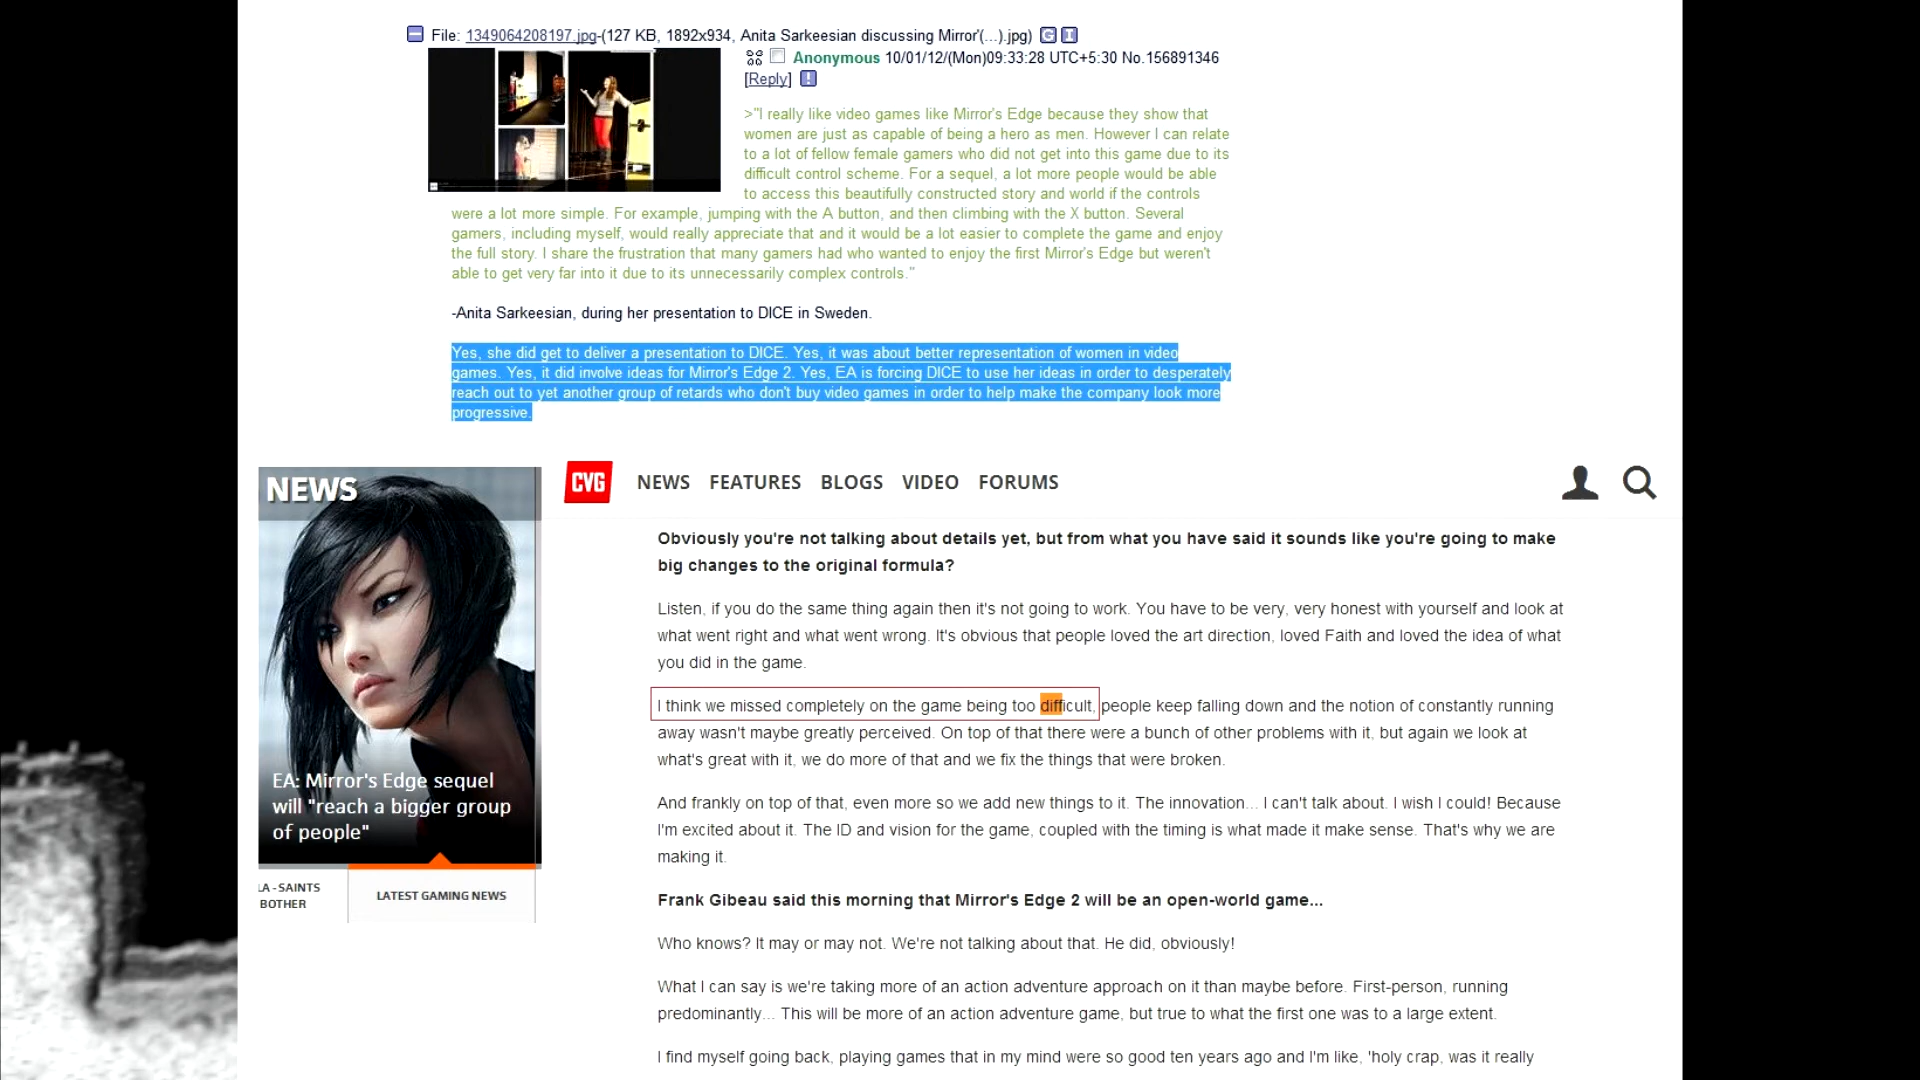 File: 1349064208197.jpg-(127 KB, 1892x934, Anita Sarkeesian discussing Mirror'(...).jpg) G I
Anonymous 10/01/12/(Mon)09:33:28 UTC+5:30 No.156891346
[Reply] !
>"I really like video games like Mirror's Edge because they show that
women are just as capable of being a hero as men. However I can relate
to a lot of fellow female gamers who did not get into this game due to its
difficult control scheme. For a sequel, a lot more people would be able
to access this beautifully constructed story and world if the controls
were a lot more simple. For example, jumping with the A button, and then climbing with the X button. Several
gamers, including myself, would really appreciate that and it would be a lot easier to complete the game and enjoy
the full story. I share the frustration that many gamers had who wanted to enjoy the first Mirror's Edge but weren't
able to get very far into it due to its unnecessarily complex controls."
-Anita Sarkeesian, during her presentation to DICE in Sweden.
Yes, she did get to deliver a presentation to DICE. Yes, it was about better representation of women in video
games. Yes, it did involve ideas for Mirror's Edge 2. Yes, EA is forcing DICE to use her ideas in order to desperately
reach out to yet another group of retards who don't buy video games in order to help make the company look more
progressive.
NEWS
EA: Mirror's Edge sequel
will "reach a bigger group
of people"
LA - SAINTS
BOTHER
LATEST GAMING NEWS
CVG NEWS FEATURES BLOGS VIDEO FORUMS
Obviously you're not talking about details yet, but from what you have said it sounds like you're going to make
big changes to the original formula?
Listen, if you do the same thing again then it's not going to work. You have to be very, very honest with yourself and look at
what went right and what went wrong. It's obvious that people loved the art direction, loved Faith and loved the idea of what
you did in the game.
I think we missed completely on the game being too difficult, people keep falling down and the notion of constantly running
away wasn't maybe greatly perceived. On top of that there were a bunch of other problems with it, but again we look at
what's great with it, we do more of that and we fix the things that were broken.
And frankly on top of that, even more so we add new things to it. The innovation... I can't talk about. I wish I could! Because
I'm excited about it. The ID and vision for the game, coupled with the timing is what made it make sense. That's why we are
making it.
Frank Gibeau said this morning that Mirror's Edge 2 will be an open-world game...
Who knows? It may or may not. We're not talking about that. He did, obviously!
What I can say is we're taking more of an action adventure approach on it than maybe before. First-person, running
predominantly... This will be more of an action adventure game, but true to what the first one was to a large extent.
I find myself going back, playing games that in my mind were so good ten years ago and I'm like, 'holy crap, was it really